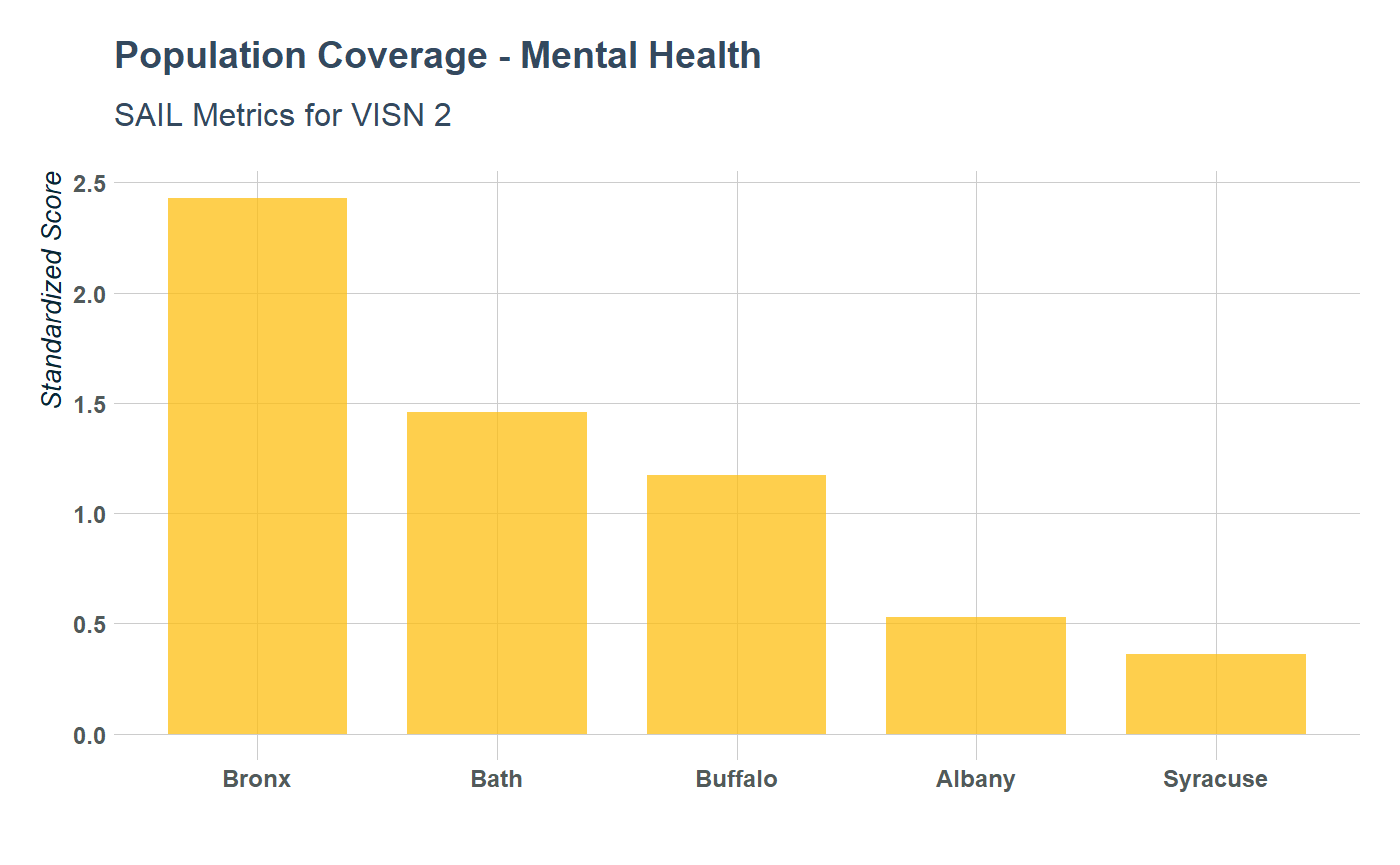 Population Coverage - Mental Health
SAIL Metrics for VISN 2
Standardized Score
2.5
2.0
1.5
1.0
0.5
0.0
Bronx
Bath
Buffalo
Albany
Syracuse